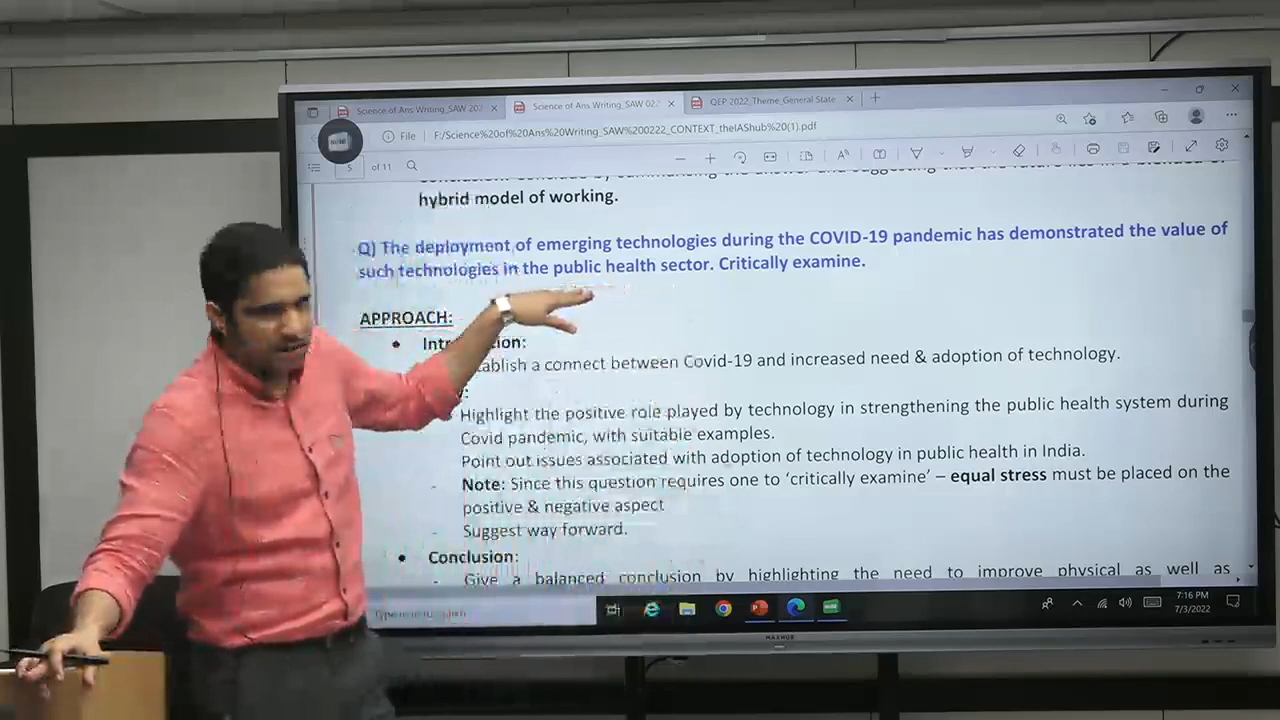 Science of Ans Writing_SAW 202
Science of Ans Writing_SAW 02.
QEP 2022_Theme_General State
File F:/Science%20of%20Ans%20Writing_SAW%200222_CONTEXT_theIAShub%20(1).pdf
5 of 11
hybrid model of working.
Q) The deployment of emerging technologies during the COVID-19 pandemic has demonstrated the value of
such technologies in the public health sector. Critically examine.
APPROACH:
connect between Covid-19 and increased need & adoption of technology.
Highlight the positive role played by technology in strengthening the public health system during
Covid pandemic, with suitable examples.
Point out issues associated with adoption of technology in public health in India.
- Note: Since this question requires one to ‘critically examine’ – equal stress must be placed on the
positive & negative aspect
- Suggest way forward.
• Conclusion:
- Give a balanced conclusion by highlighting the need to improve physical as well as
7:16 PM
7/3/2022
MAXHUB